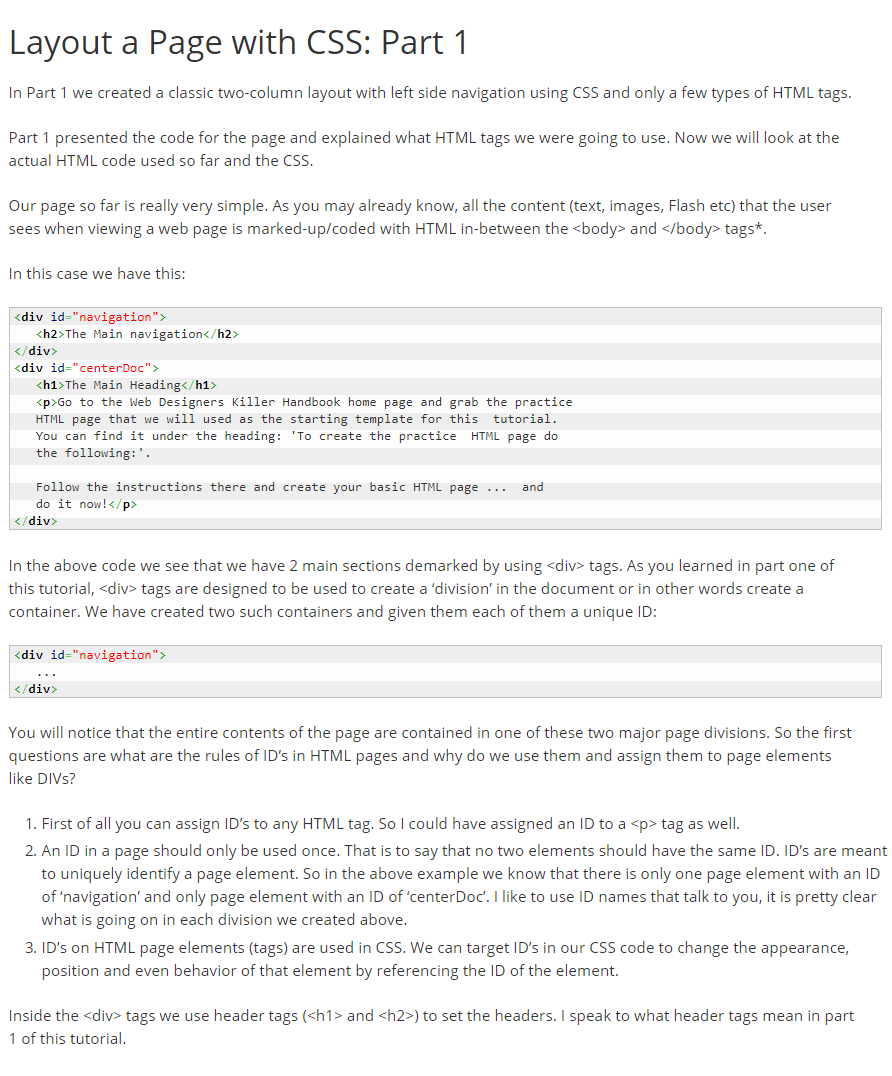 Layout a Page with CSS: Part 1
In Part 1 we created a classic two-column layout with left side navigation using CSS and only a few types of HTML tags.
Part 1 presented the code for the page and explained what HTML tags we were going to use. Now we will look at the
actual HTML code used so far and the CSS.
Our page so far is really very simple. As you may already know, all the content (text, images, Flash etc) that the user
sees when viewing a web page is marked-up/coded with HTML in-between the <body> and </body> tags*.
In this case we have this:
<div id="navigation">
<h2>The Main navigation</h2>
</div>
<div id="centerDoc">
<h1>The Main Heading</h1>
<p>Go to the Web Designers Killer Handbook home page and grab the practice
HTML page that we will used as the starting template for this  tutorial.
You can find it under the heading: 'To create the practice  HTML page do
the following:'.
Follow the instructions there and create your basic HTML page ...  and
do it now!</p>
</div>
In the above code we see that we have 2 main sections demarked by using <div> tags. As you learned in part one of
this tutorial, <div> tags are designed to be used to create a ‘division’ in the document or in other words create a
container. We have created two such containers and given them each of them a unique ID:
<div id="navigation">
...
</div>
You will notice that the entire contents of the page are contained in one of these two major page divisions. So the first
questions are what are the rules of ID’s in HTML pages and why do we use them and assign them to page elements
like DIVs?
1. First of all you can assign ID’s to any HTML tag. So I could have assigned an ID to a <p> tag as well.
2. An ID in a page should only be used once. That is to say that no two elements should have the same ID. ID’s are meant
to uniquely identify a page element. So in the above example we know that there is only one page element with an ID
of ‘navigation’ and only page element with an ID of ‘centerDoc’. I like to use ID names that talk to you, it is pretty clear
what is going on in each division we created above.
3. ID’s on HTML page elements (tags) are used in CSS. We can target ID’s in our CSS code to change the appearance,
position and even behavior of that element by referencing the ID of the element.
Inside the <div> tags we use header tags (<h1> and <h2>) to set the headers. I speak to what header tags mean in part
1 of this tutorial.